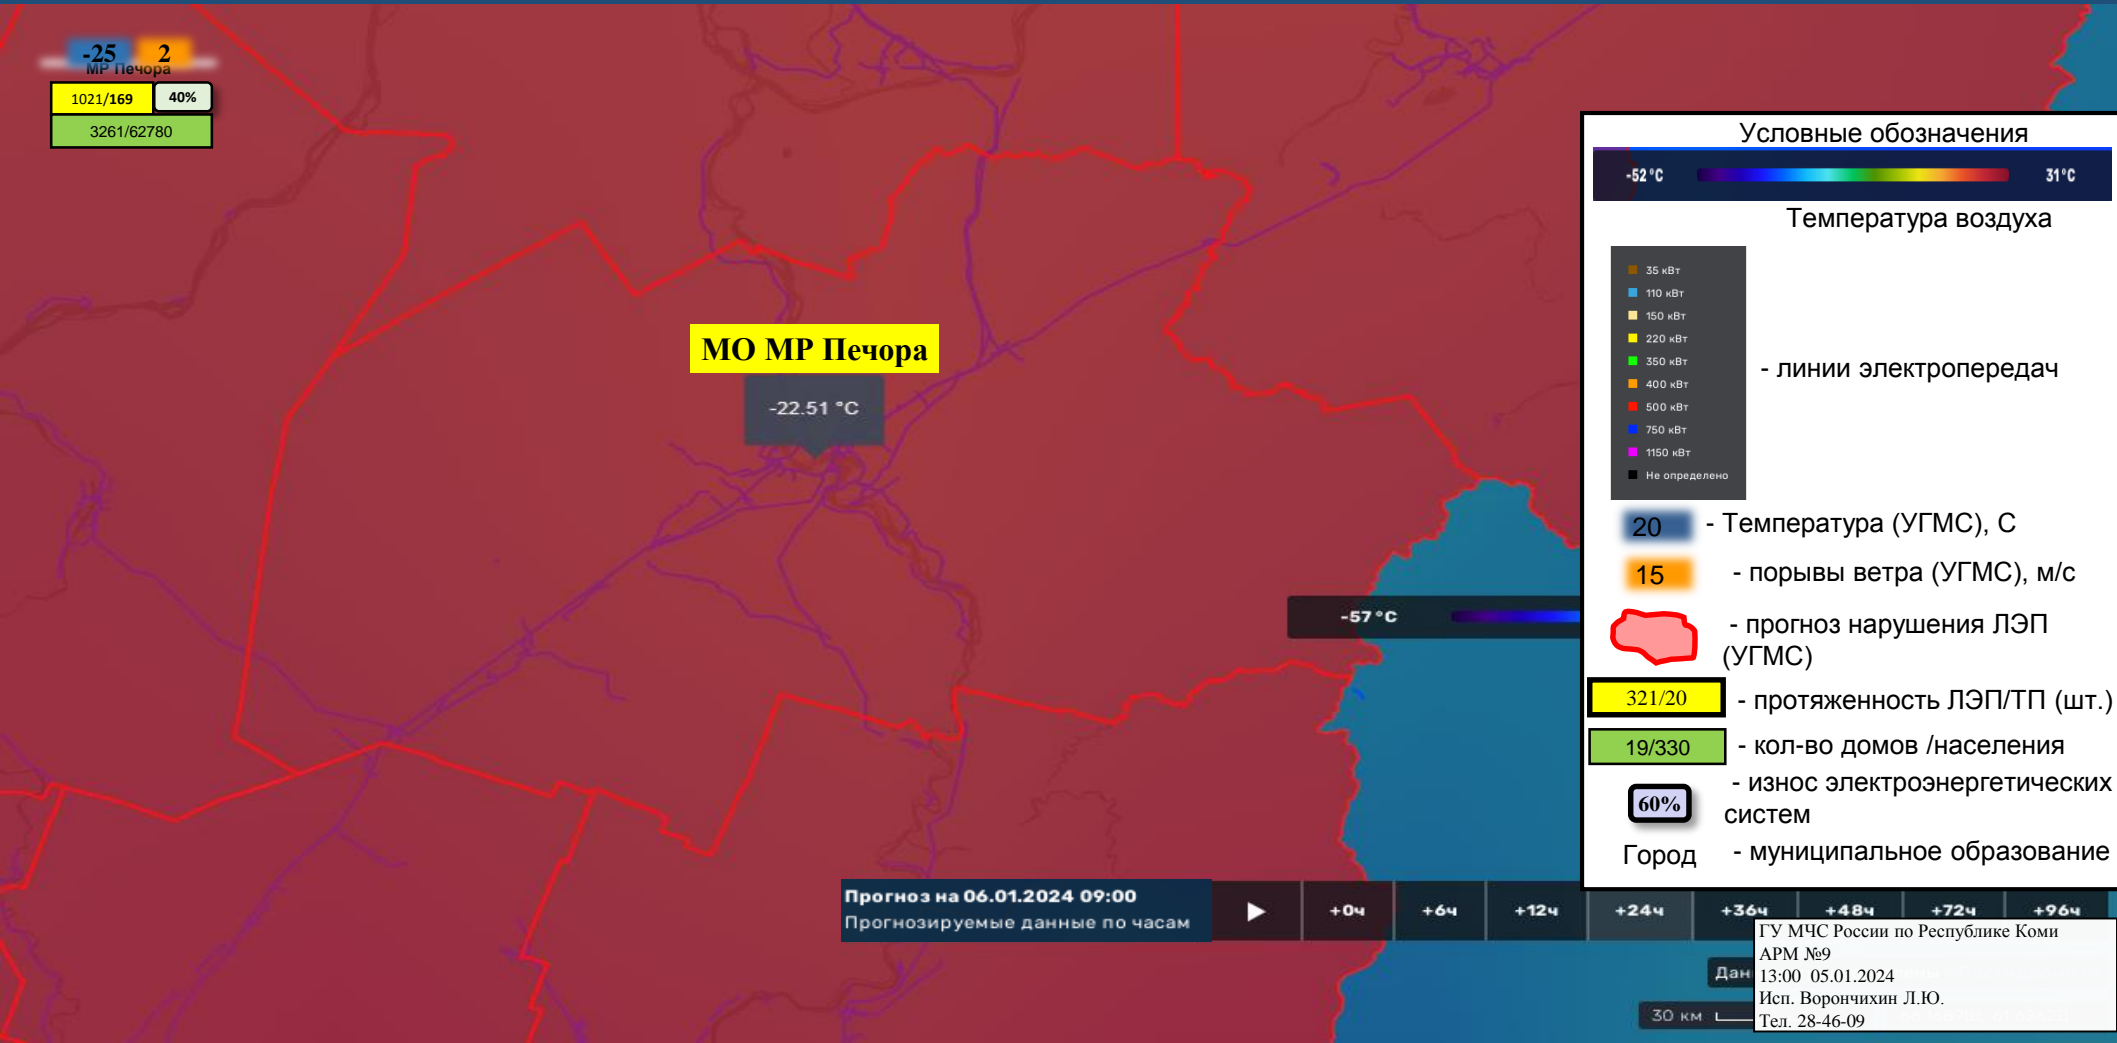 -25 2
МР Печора
1021/169 40%
3261/62780
МО МР Печора
-22.51 °C
-57°C
Условные обозначения
-52°C 31°C
Температура воздуха
35 кВт
110 кВт
150 кВт
220 кВт
350 кВт
400 кВт
500 кВт
750 кВт
1150 кВт
Не определено
- линии электропередач
20 - Температура (УГМС), С
15 - порывы ветра (УГМС), м/с
- прогноз нарушения ЛЭП
(УГМС)
321/20 - протяженность ЛЭП/ТП (шт.)
19/330 - кол-во домов /населения
- износ электроэнергетических
60% систем
Город - муниципальное образование
Прогноз на 06.01.2024 09:00
Прогнозируемые данные по часам
+0ч +6ч +12ч +24ч +36ч +48ч +72ч +96ч
ГУ МЧС России по Республике Коми
АРМ №9
13:00 05.01.2024
Исп. Ворончихин Л.Ю.
Тел. 28-46-09
30 км